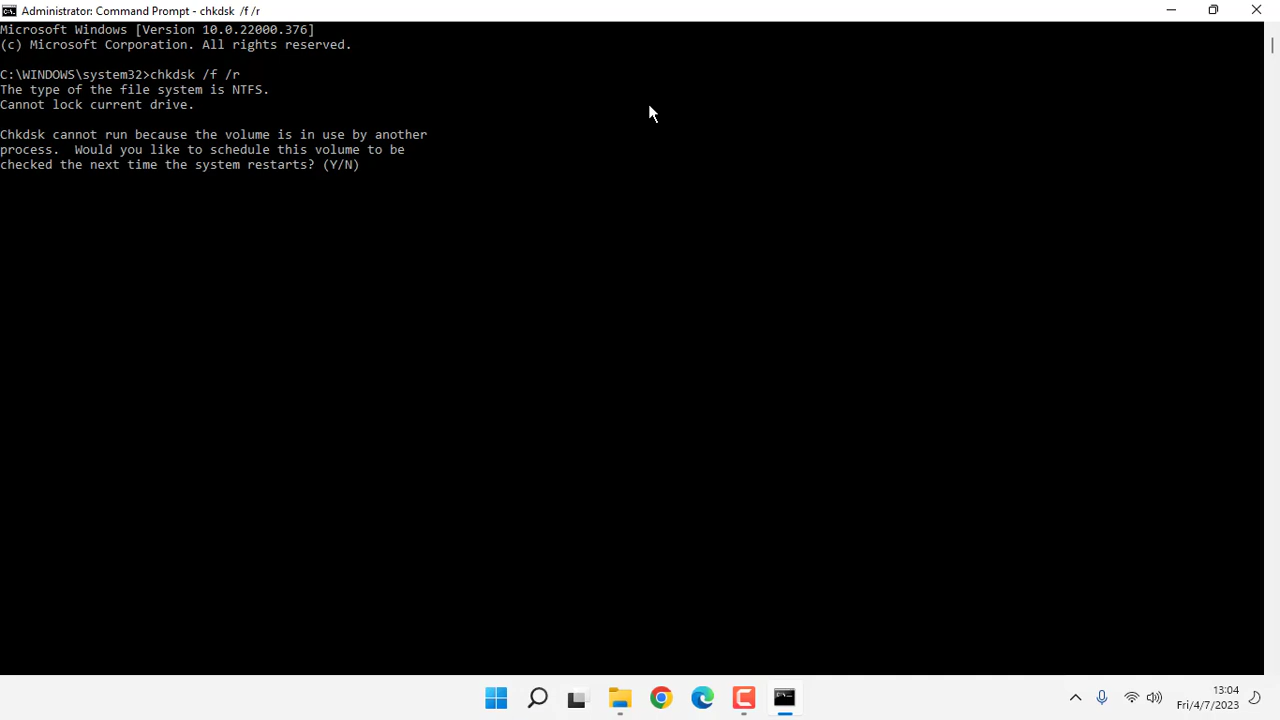 Administrator: Command Prompt - chkdsk /f /r
Microsoft Windows [Version 10.0.22000.376]
(c) Microsoft Corporation. All rights reserved.
C:\WINDOWS\system32>chkdsk /f /r
The type of the file system is NTFS.
Cannot lock current drive.
Chkdsk cannot run because the volume is in use by another
process.  Would you like to schedule this volume to be
checked the next time the system restarts? (Y/N)
13:04
Fri/4/7/2023